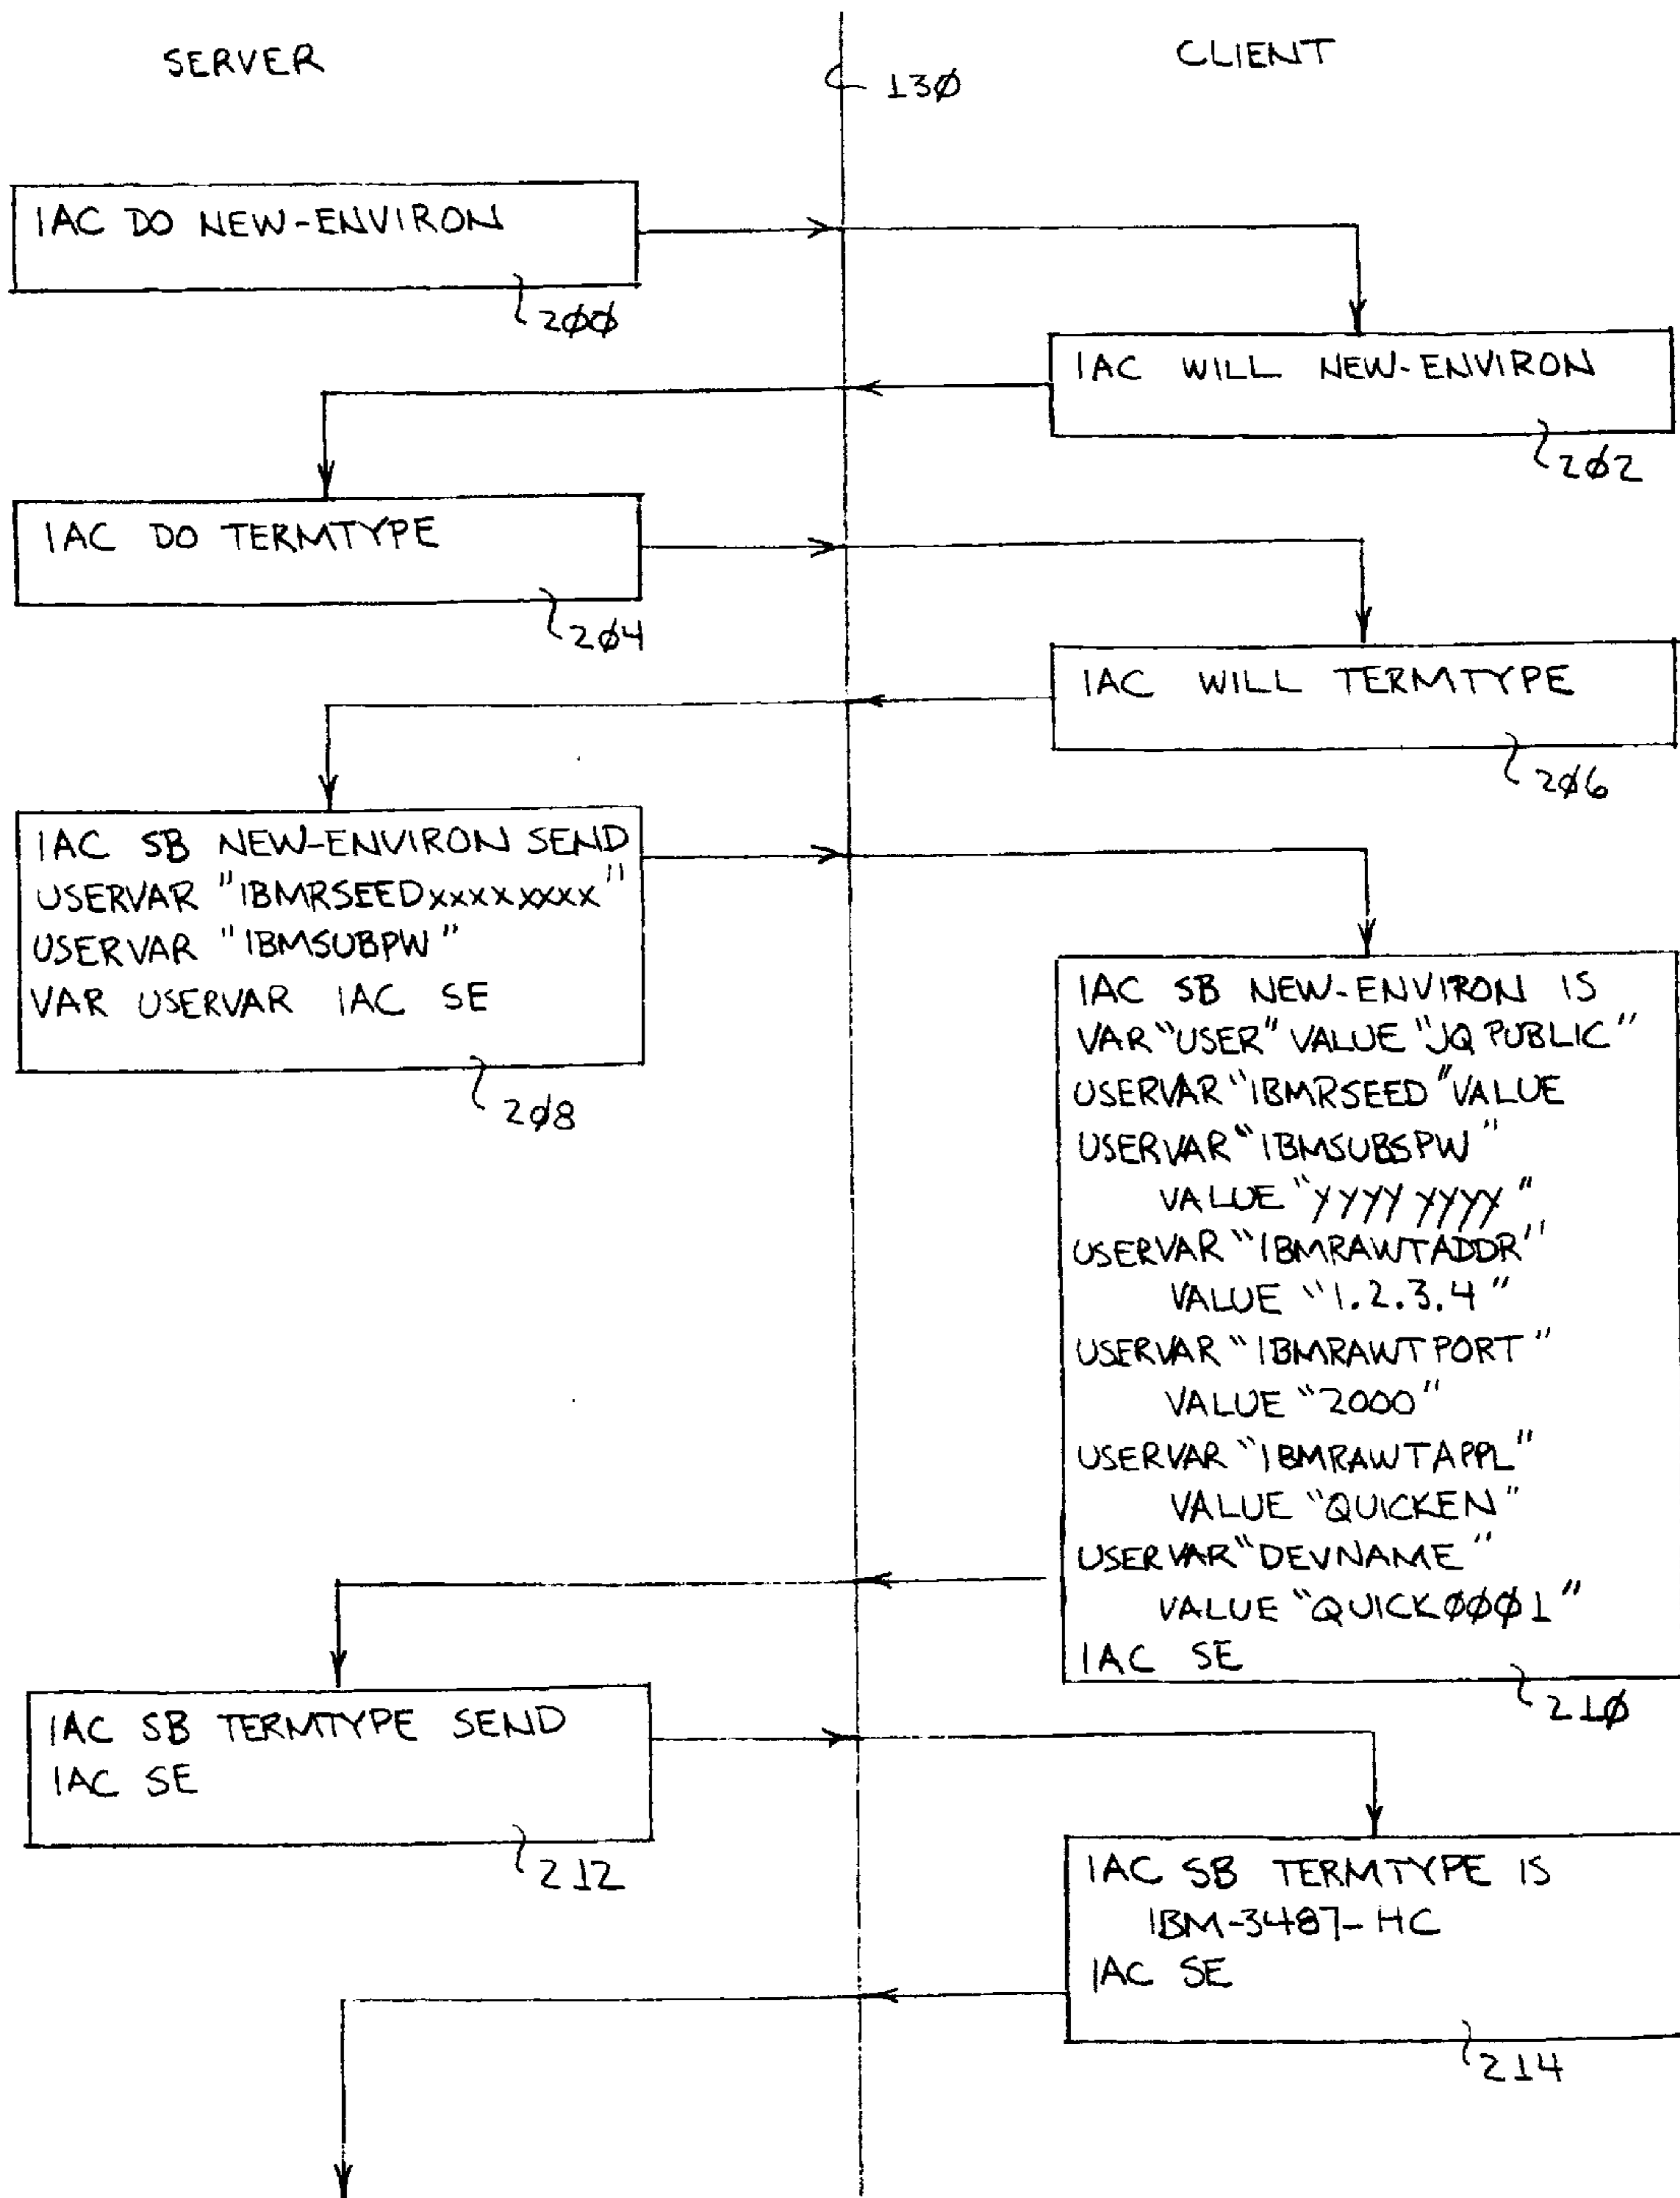 SERVER
CLIENT
130
IAC DO NEW-ENVIRON
200
IAC WILL NEW-ENVIRON
202
IAC DO TERMTYPE
204
IAC WILL TERMTYPE
206
IAC SB NEW-ENVIRON SEND
USERVAR "IBMRSEEDxxxxxxxx"
USERVAR "IBMSUBPW"
VAR USERVAR IAC SE
208
IAC SB NEW-ENVIRON IS
VAR "USER" VALUE "JQPUBLIC"
USERVAR "IBMRSEED" VALUE
USERVAR "IBMSUBSPW"
VALUE "yyyyyyyy"
USERVAR "IBMRAWTADDR"
VALUE "1.2.3.4"
USERVAR "IBMRAWTPORT"
VALUE "2000"
USERVAR "IBMRAWTAPPL"
VALUE "QUICKEN"
USERVAR "DEVNAME"
VALUE "QUICK0001"
IAC SE
210
IAC SB TERMTYPE SEND
IAC SE
212
IAC SB TERMTYPE IS
IBM-3487-HC
IAC SE
214